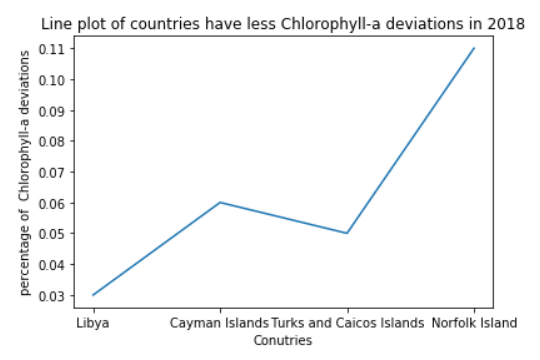 Line plot of countries have less Chlorophyll-a deviations in 2018
percentage of Chlorophyll-a deviations
0.11
0.10
0.09
0.08
0.07
0.06
0.05
0.04
0.03
Libya Cayman Islands Turks and Caicos Islands Norfolk Island
Conutries